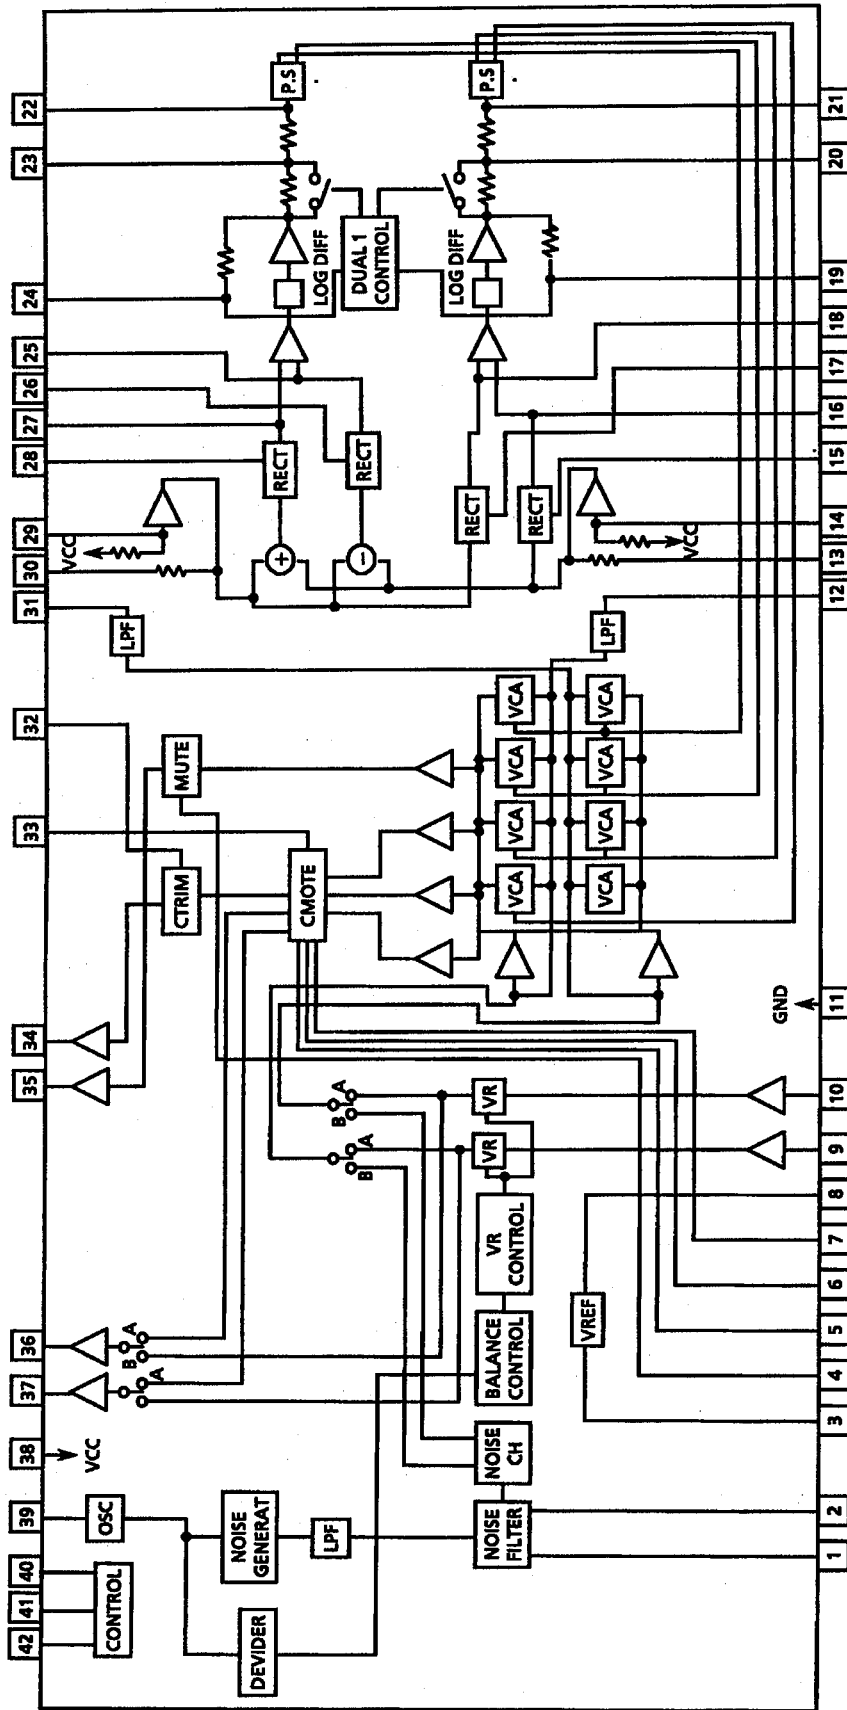 42
41
40
39
38
37
36
35
34
33
32
31
30
29
28
27
26
25
24
23
22
CONTROL
OSC
VCC
B
A
A
CTRIM
MUTE
LPF
VCC
P.S
DEVIDER
NOISE
GENERAT
LPF
CMOTE
+
RECT
-
RECT
LOG DIFF
DUAL 1
CONTROL
B
A
B
A
NOISE
FILTER
NOISE
CH
BALANCE
CONTROL
VR
CONTROL
VR
VR
VCA
VCA
VCA
VCA
RECT
RECT
LOG DIFF
P.S
VREF
VCA
VCA
VCA
VCA
LPF
VCC
GND
1
2
3
4
5
6
7
8
9
10
11
12
13
14
15
16
17
18
19
20
21